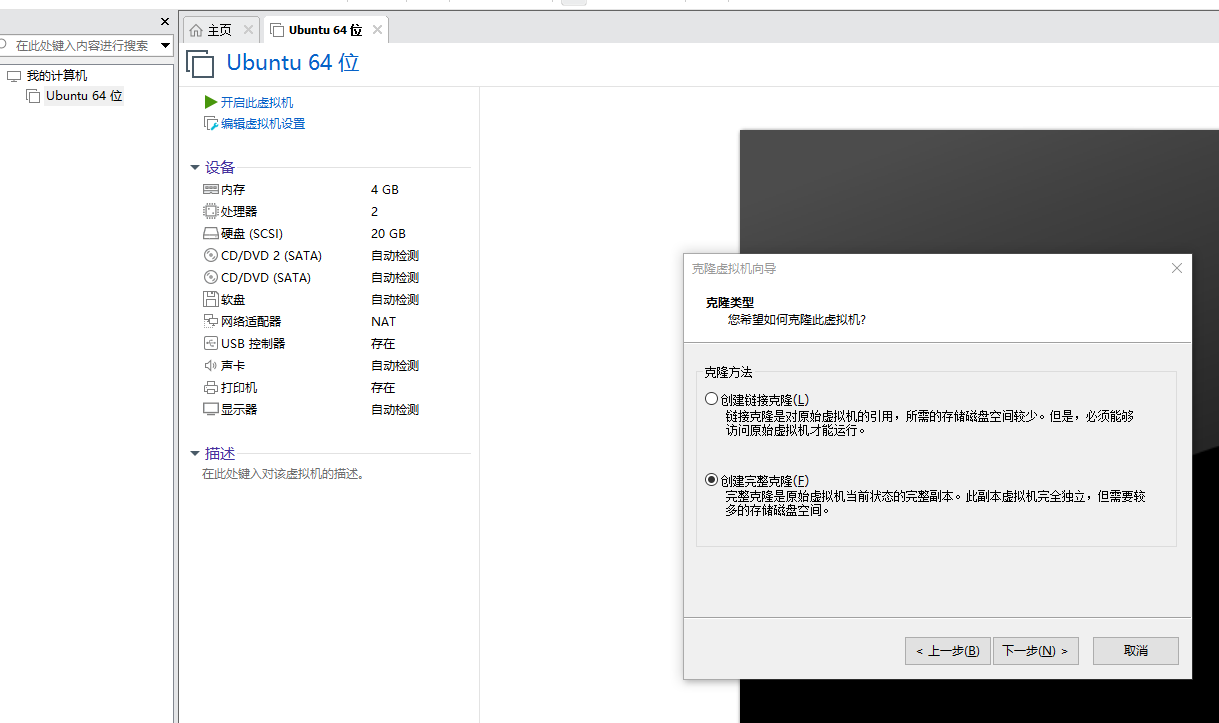 主页
Ubuntu 64 位
在此处键入内容进行搜索
我的计算机
Ubuntu 64 位
Ubuntu 64 位
开启此虚拟机
编辑虚拟机设置
设备
内存 4 GB
处理器 2
硬盘 (SCSI) 20 GB
CD/DVD 2 (SATA) 自动检测
CD/DVD (SATA) 自动检测
软盘 自动检测
网络适配器 NAT
USB 控制器 存在
声卡 自动检测
打印机 存在
显示器 自动检测
描述
在此处键入对该虚拟机的描述。
克隆虚拟机向导
克隆类型
您希望如何克隆此虚拟机?
克隆方法
创建链接克隆(L)
链接克隆是对原始虚拟机的引用，所需的存储磁盘空间较少。但是，必须能够
访问原始虚拟机才能运行。
创建完整克隆(F)
完整克隆是原始虚拟机当前状态的完整副本。此副本虚拟机完全独立，但需要较
多的存储磁盘空间。
< 上一步(B)
下一步(N) >
取消